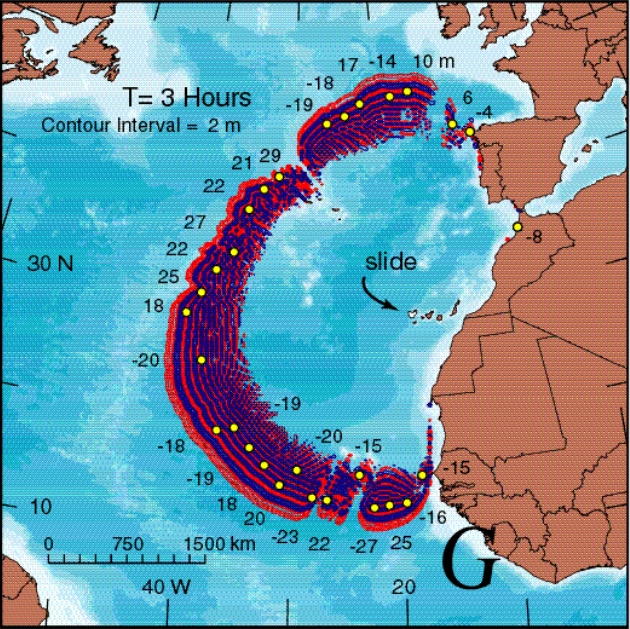 17 -14 10 m
-18
T= 3 Hours
6
-19
-4
Contour Interval = 2 m
21 29
22
27
-8
22
30 N
slide
25
18
-20
-19
-18
-20
-15
-15
-19
10
18
20
-16
-23 22 -27 25
G
0 750 1500 km
40 W
20